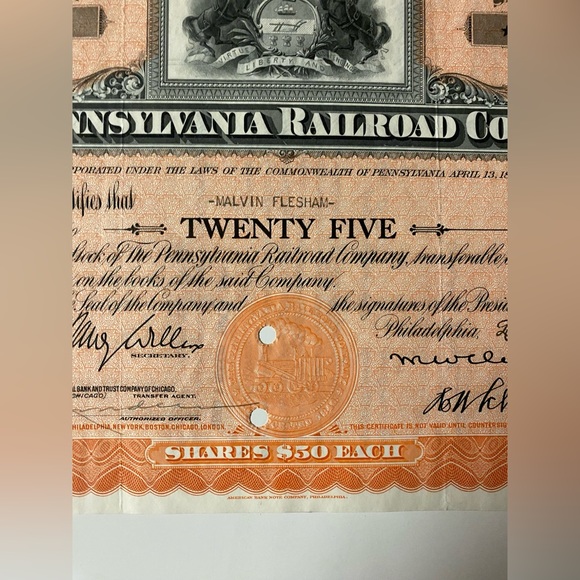 VIRTUE LIBERTY AND
NNSYLVANIA RAILROAD CO
RPORATED UNDER THE LAWS OF THE COMMONWEALTH OF PENNSYLVANIA APRIL 13, 18
tifies that -MALVIN FLESHAM-
TWENTY FIVE
tock of The Pennsylvania Railroad Company, transferable
on the books of the said Company.
Seal of the Company and the signatures of the Presid
Philadelphia,
SECRETARY.
L BANK AND TRUST COMPANY OF CHICAGO,
(CHICAGO) TRANSFER AGENT.
AUTHORIZED OFFICER.
PHILADELPHIA, NEW YORK, BOSTON, CHICAGO, LONDON. THIS CERTIFICATE IS NOT VALID UNTIL COUNTERSIG
SHARES $50 EACH
AMERICAN BANK NOTE COMPANY, PHILADELPHIA.